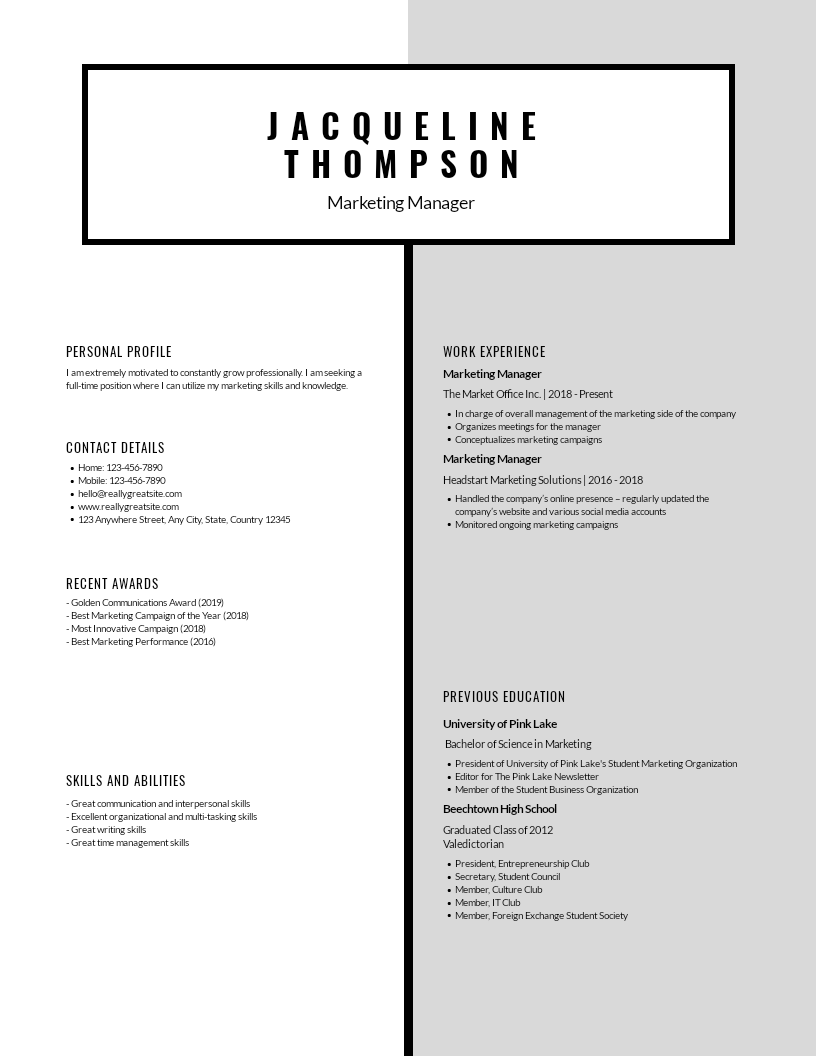 JACQUELINE
THOMPSON
Marketing Manager
PERSONAL PROFILE
I am extremely motivated to constantly grow professionally. I am seeking a
full-time position where I can utilize my marketing skills and knowledge.
CONTACT DETAILS
• Home: 123-456-7890
• Mobile: 123-456-7890
• hello@reallygreatsite.com
• www.reallygreatsite.com
• 123 Anywhere Street, Any City, State, Country 12345
RECENT AWARDS
- Golden Communications Award (2019)
- Best Marketing Campaign of the Year (2018)
- Most Innovative Campaign (2018)
- Best Marketing Performance (2016)
SKILLS AND ABILITIES
- Great communication and interpersonal skills
- Excellent organizational and multi-tasking skills
- Great writing skills
- Great time management skills
WORK EXPERIENCE
Marketing Manager
The Market Office Inc. | 2018 - Present
• In charge of overall management of the marketing side of the company
• Organizes meetings for the manager
• Conceptualizes marketing campaigns
Marketing Manager
Headstart Marketing Solutions | 2016 - 2018
• Handled the company's online presence – regularly updated the
company's website and various social media accounts
• Monitored ongoing marketing campaigns
PREVIOUS EDUCATION
University of Pink Lake
Bachelor of Science in Marketing
• President of University of Pink Lake's Student Marketing Organization
• Editor for The Pink Lake Newsletter
• Member of the Student Business Organization
Beechtown High School
Graduated Class of 2012
Valedictorian
• President, Entrepreneurship Club
• Secretary, Student Council
• Member, Culture Club
• Member, IT Club
• Member, Foreign Exchange Student Society